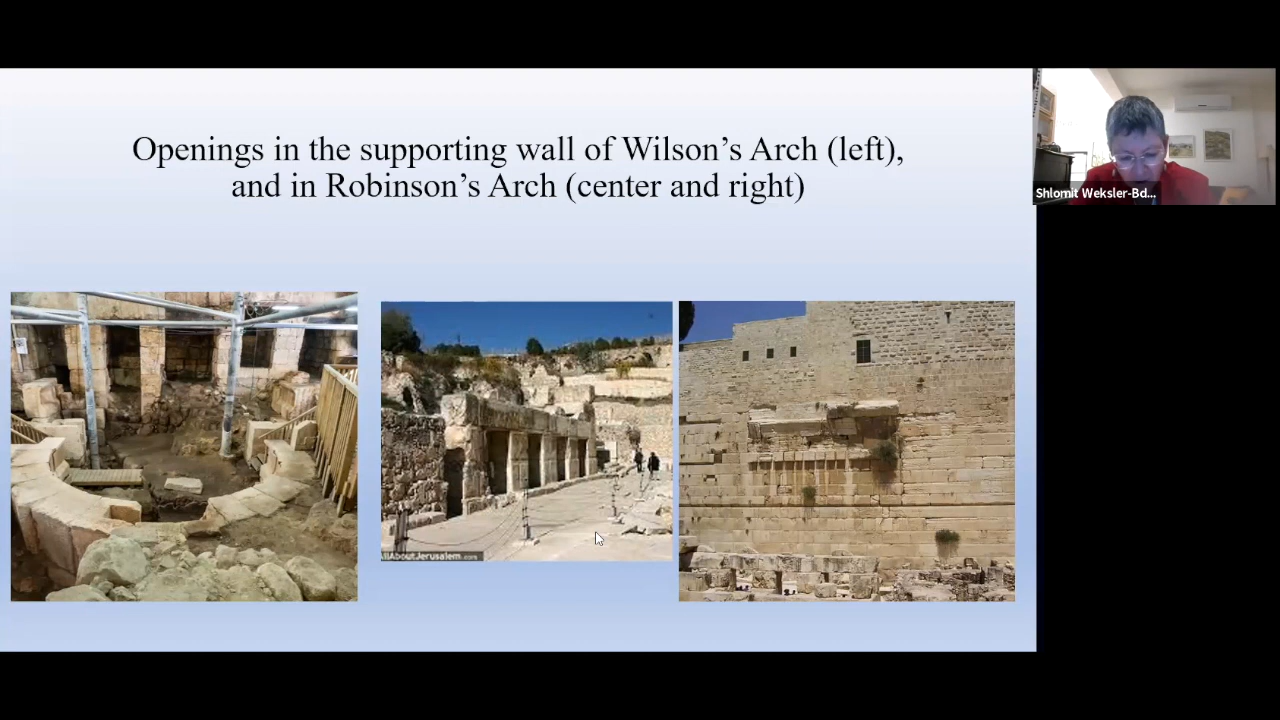 Openings in the supporting wall of Wilson’s Arch (left),
and in Robinson’s Arch (center and right)
Shlomit Weksler-Bd...
AllAboutJerusalem.com